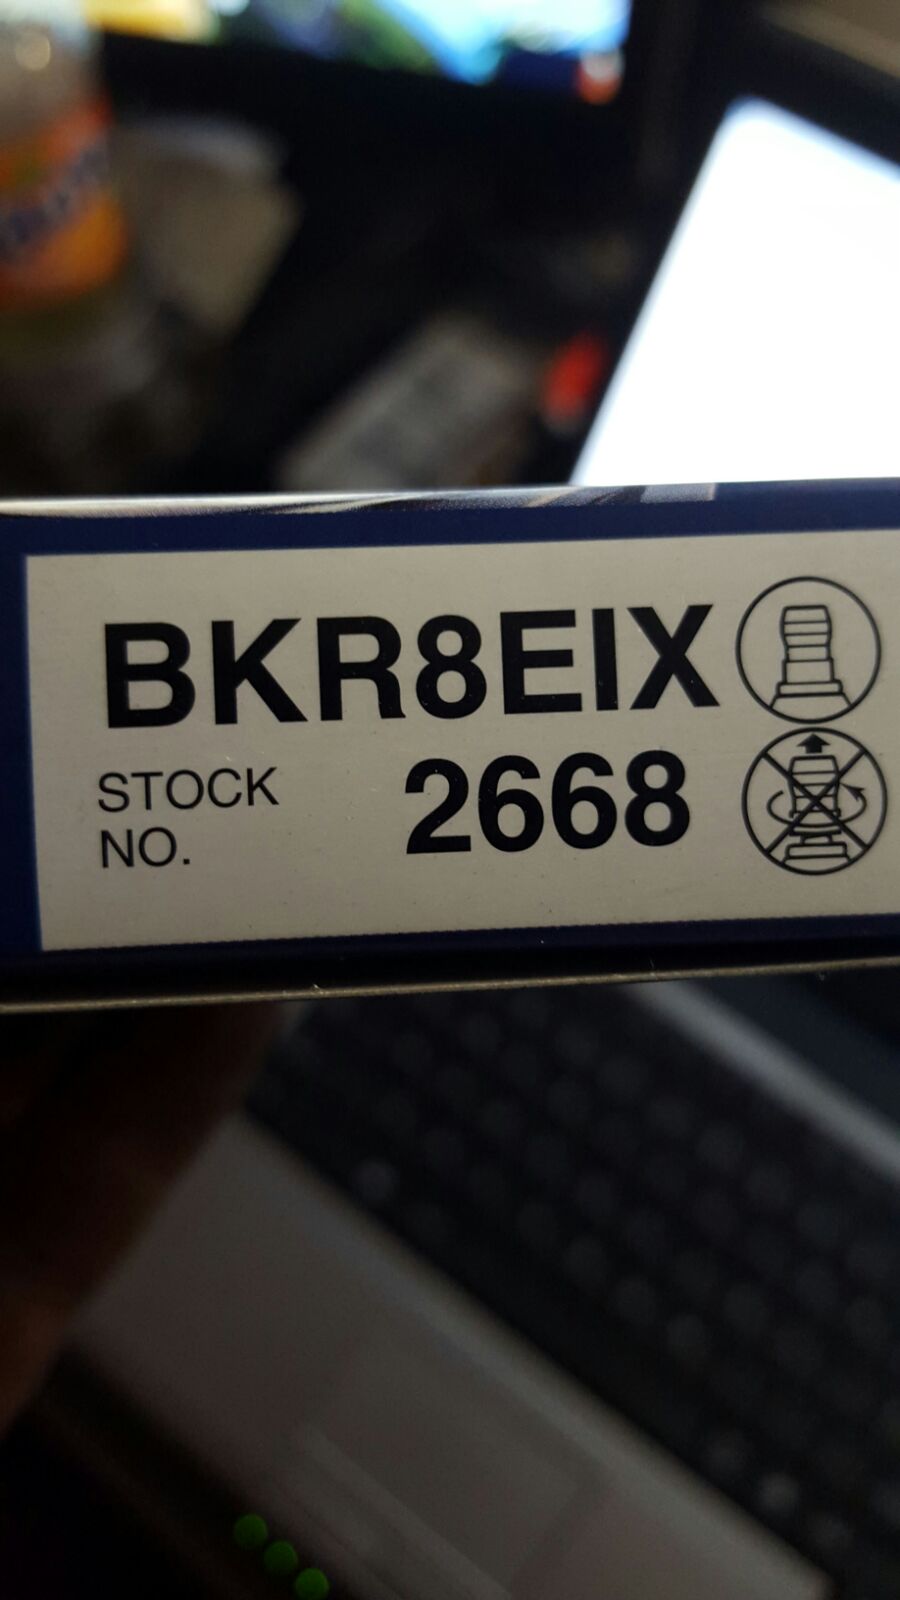 BKR8EIX
STOCK
NO.
2668